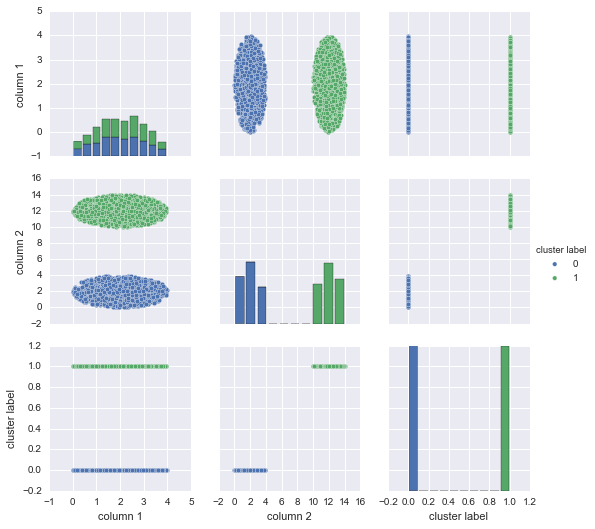 5
4
3
2
1
0
−1
column 1
16
14
12
10
8
6
4
2
0
−2
column 2
cluster label
0
1
1.2
1.0
0.8
0.6
0.4
0.2
0.0
−0.2
cluster label
−1 0 1 2 3 4 5
−2 0 2 4 6 8 10 12 14 16
−0.2 0.0 0.2 0.4 0.6 0.8 1.0 1.2
column 1
column 2
cluster label